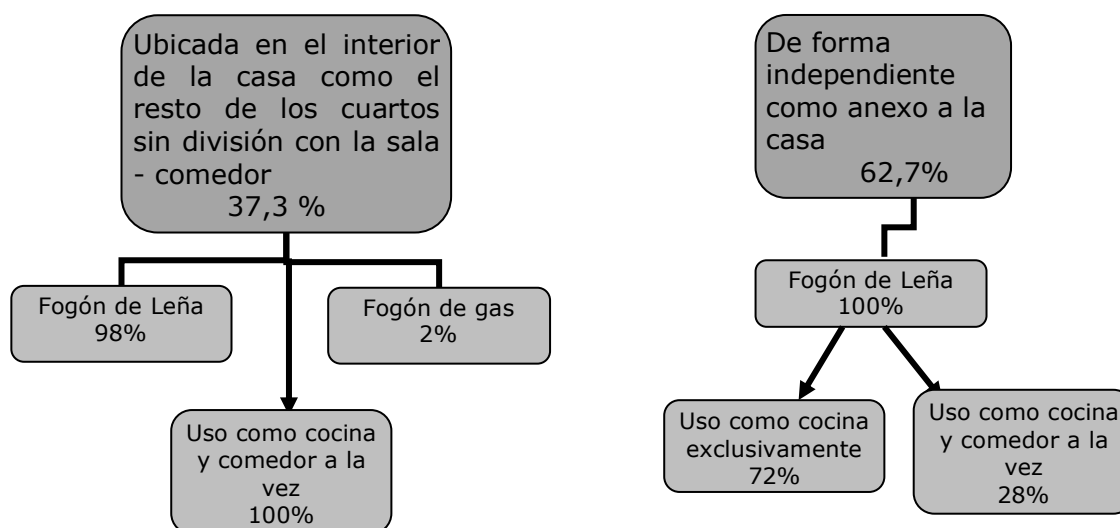 Ubicada en el interior
de la casa como el
resto de los cuartos
sin división con la sala
- comedor
37,3 %
De forma
independiente
como anexo a la
casa
62,7%
Fogón de Leña
98%
Fogón de gas
2%
Fogón de Leña
100%
Uso como cocina
y comedor a la
vez
100%
Uso como cocina
exclusivamente
72%
Uso como cocina
y comedor a la
vez
28%